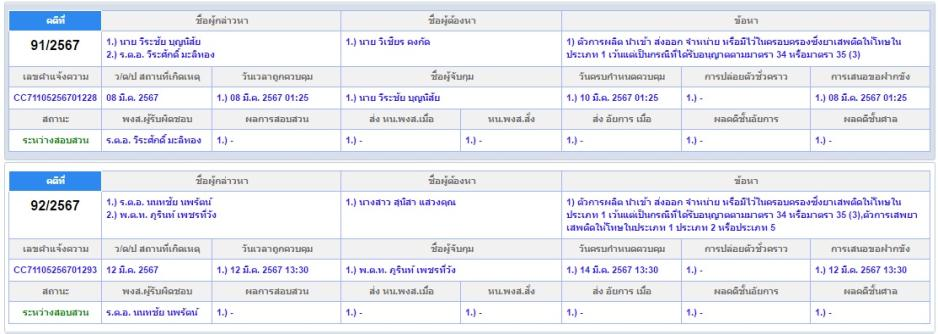 คดีที่ ชื่อผู้กล่าวหา ชื่อผู้ต้องหา ข้อหา
91/2567 1.) นาย วีระชัย บุญนิสัย 1.) นาย วิเชียร คงกัด 1) ตัวการผลิต นำเข้า ส่งออก จำหน่าย หรือมีไว้ในครอบครองซึ่งยาเสพติดให้โทษใน
2.) ร.ต.อ. วีระศักดิ์ มะลิทอง ประเภท 1 เว้นแต่เป็นกรณีที่ได้รับอนุญาตตามมาตรา 34 หรือมาตรา 35 (3)
เลขคำแจ้งความ ว/ด/ป สถานที่เกิดเหตุ วันเวลาถูกควบคุม ชื่อผู้จับกุม วันครบกำหนดควบคุม การปล่อยตัวชั่วคราว การเสนอขอฝากขัง
CC71105256701228 08 มี.ค. 2567 1.) 08 มี.ค. 2567 01:25 1.) นาย วีระชัย บุญนิสัย 1.) 10 มี.ค. 2567 01:25 1.) - 1.) 08 มี.ค. 2567 01:25
สถานะ พงส.ผู้รับผิดชอบ ผลการสอบสวน ส่ง หน.พงส.เมื่อ หน.พงส.สั่ง ส่ง อัยการ เมื่อ ผลคดีชั้นอัยการ ผลคดีชั้นศาล
ระหว่างสอบสวน ร.ต.อ. วีระศักดิ์ มะลิทอง 1.) - 1.) - 1.) - 1.) - 1.) - 1.) -
คดีที่ ชื่อผู้กล่าวหา ชื่อผู้ต้องหา ข้อหา
92/2567 1.) ร.ต.อ. นนทชัย นพรัตน์ 1.) นางสาว สุนิสา แสวงคุณ 1) ตัวการผลิต นำเข้า ส่งออก จำหน่าย หรือมีไว้ในครอบครองซึ่งยาเสพติดให้โทษใน
2.) พ.ต.ท. ภูรินท์ เพชรที่วัง ประเภท 1 เว้นแต่เป็นกรณีที่ได้รับอนุญาตตามมาตรา 34 หรือมาตรา 35 (3),ตัวการเสพยา
เสพติดให้โทษในประเภท 1 ประเภท 2 หรือประเภท 5
เลขคำแจ้งความ ว/ด/ป สถานที่เกิดเหตุ วันเวลาถูกควบคุม ชื่อผู้จับกุม วันครบกำหนดควบคุม การปล่อยตัวชั่วคราว การเสนอขอฝากขัง
CC71105256701293 12 มี.ค. 2567 1.) 12 มี.ค. 2567 13:30 1.) พ.ต.ท. ภูรินท์ เพชรที่วัง 1.) 14 มี.ค. 2567 13:30 1.) - 1.) 12 มี.ค. 2567 13:30
สถานะ พงส.ผู้รับผิดชอบ ผลการสอบสวน ส่ง หน.พงส.เมื่อ หน.พงส.สั่ง ส่ง อัยการ เมื่อ ผลคดีชั้นอัยการ ผลคดีชั้นศาล
ระหว่างสอบสวน ร.ต.อ. นนทชัย นพรัตน์ 1.) - 1.) - 1.) - 1.) - 1.) - 1.) -